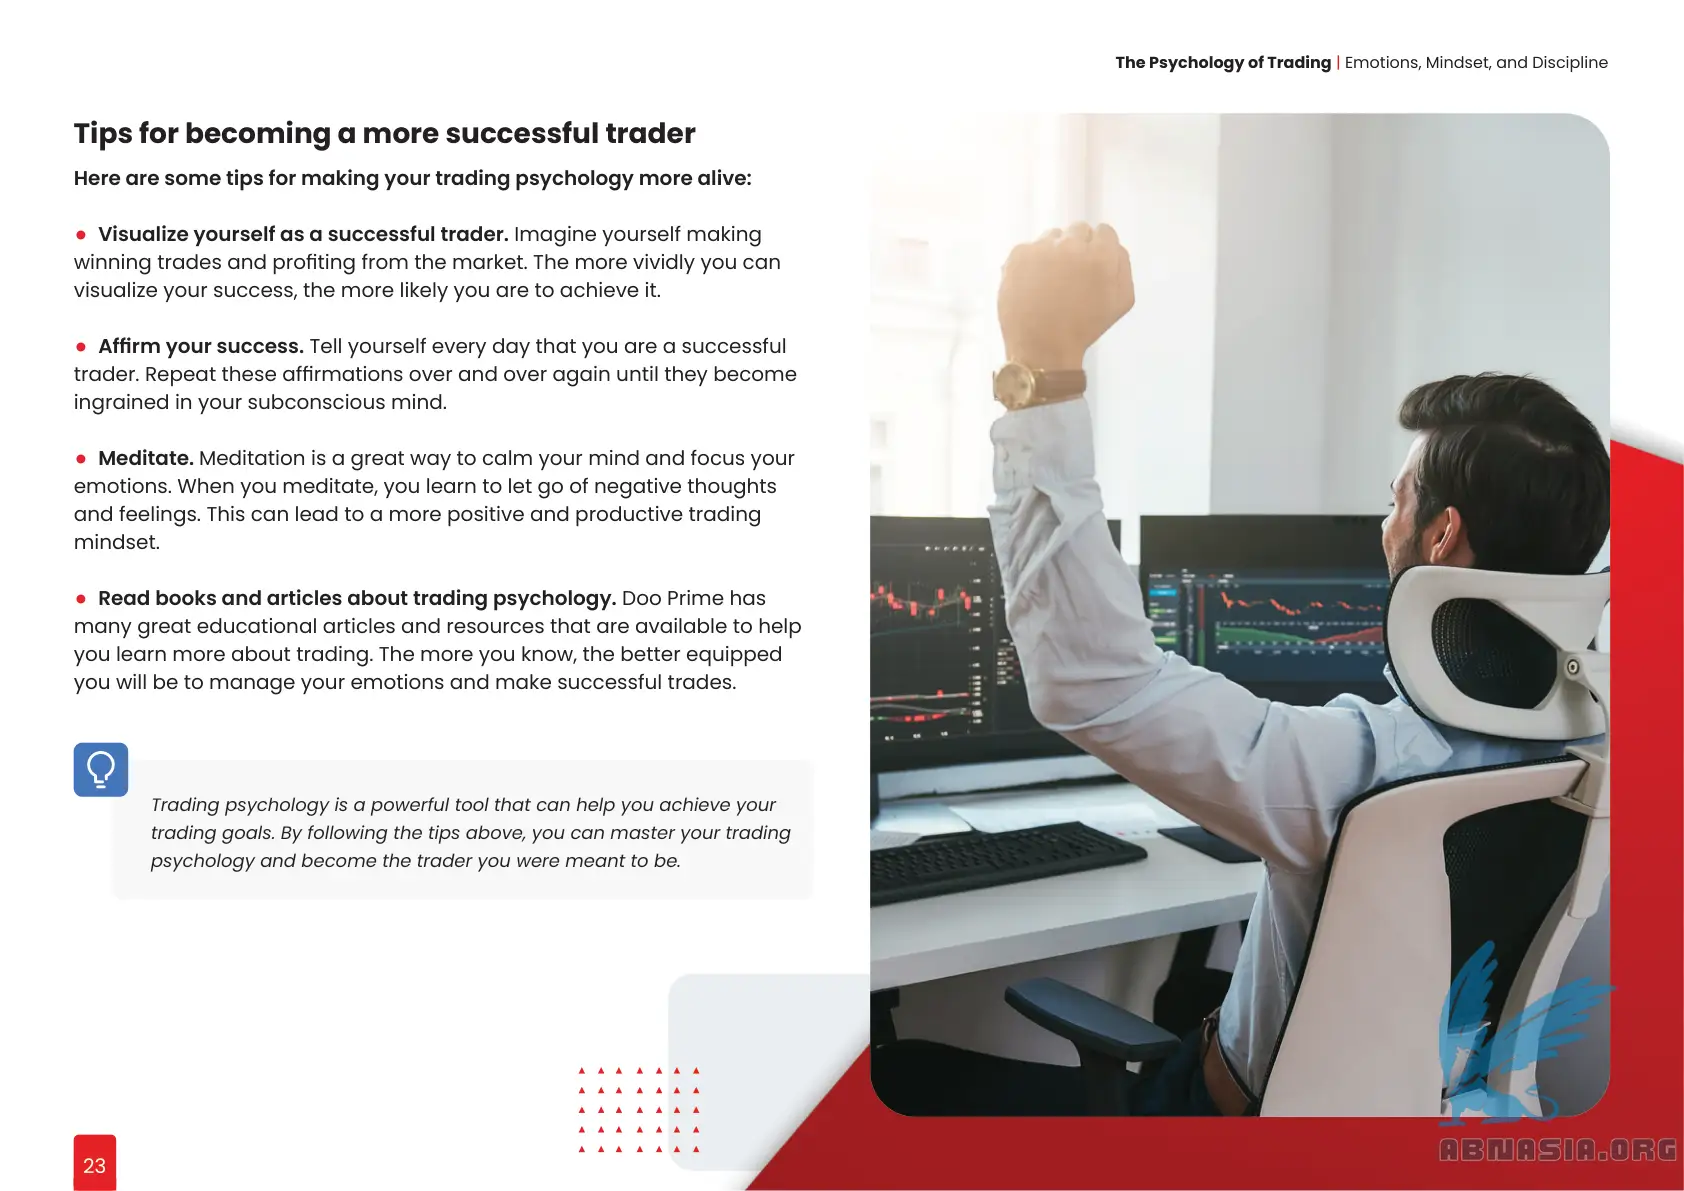 The Psychology of Trading | Emotions, Mindset, and Discipline
Tips for becoming a more successful trader
Here are some tips for making your trading psychology more alive:
● Visualize yourself as a successful trader. Imagine yourself making
winning trades and profiting from the market. The more vividly you can
visualize your success, the more likely you are to achieve it.
● Affirm your success. Tell yourself every day that you are a successful
trader. Repeat these affirmations over and over again until they become
ingrained in your subconscious mind.
● Meditate. Meditation is a great way to calm your mind and focus your
emotions. When you meditate, you learn to let go of negative thoughts
and feelings. This can lead to a more positive and productive trading
mindset.
● Read books and articles about trading psychology. Doo Prime has
many great educational articles and resources that are available to help
you learn more about trading. The more you know, the better equipped
you will be to manage your emotions and make successful trades.
Trading psychology is a powerful tool that can help you achieve your
trading goals. By following the tips above, you can master your trading
psychology and become the trader you were meant to be.
23
ABNASIA.ORG